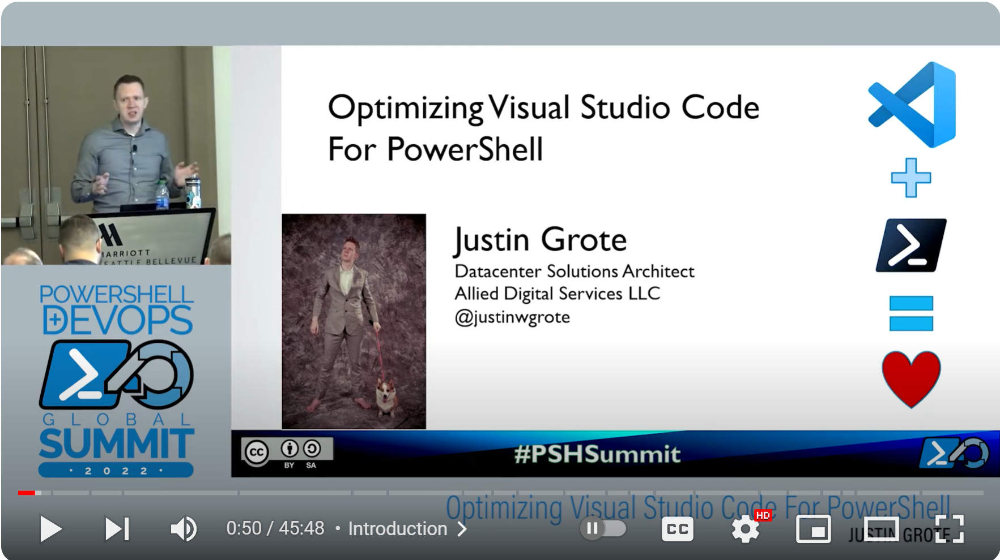 Optimizing Visual Studio Code
For PowerShell
Justin Grote
Datacenter Solutions Architect
Allied Digital Services LLC
@justinwgrote
MARRIOTT
SEATTLE BELLEVUE
POWERSHELL
+DEVOPS
GLOBAL
SUMMIT
· 2022 ·
cc
BY SA
#PSHSummit
Optimizing Visual Studio Code For PowerShell
JUSTIN GROTE
0:50 / 45:48 • Introduction
CC
HD